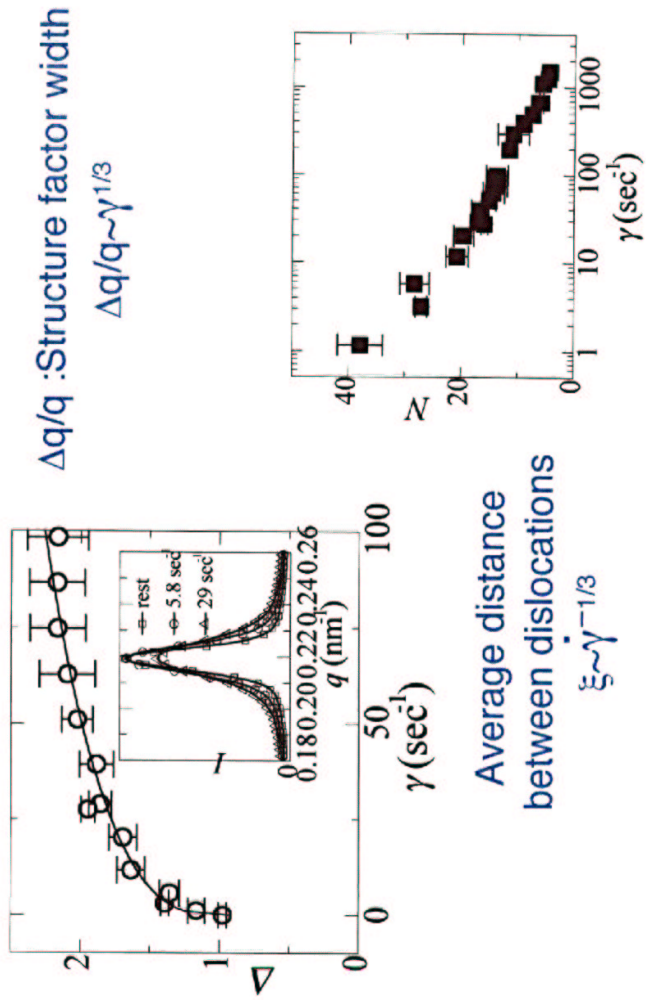 Δq/q :Structure factor width
Δq/q~γ^1/3
Δ
2
1
0
0
50
100
γ (sec⁻¹)
I
0
0.18 0.20 0.22 0.24 0.26
q (nm⁻¹)
rest
5.8 sec⁻¹
29 sec⁻¹
Average distance
between dislocations
ξ~γ̇^−1/3
N
40
20
0
1
10
100
1000
γ (sec⁻¹)